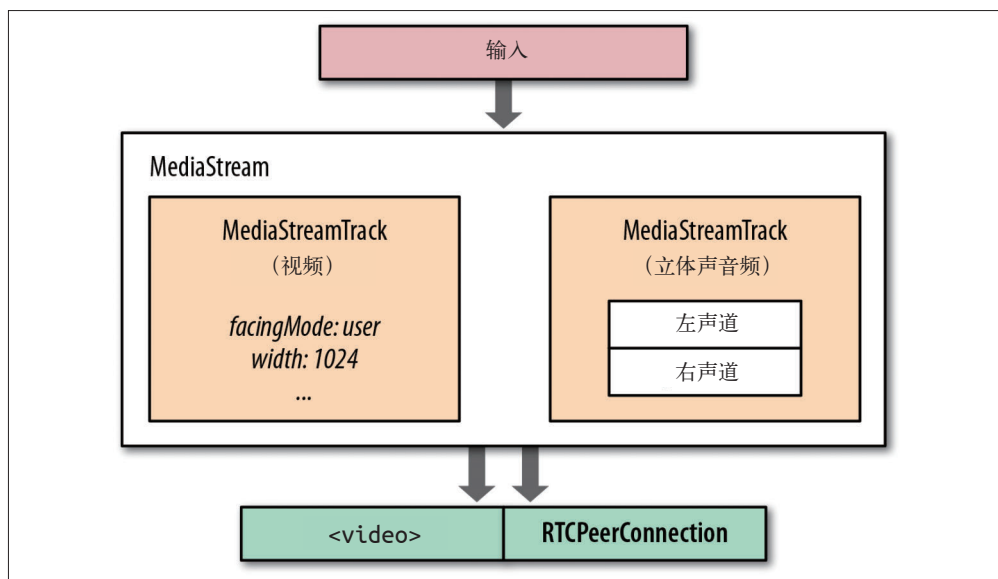 输入
MediaStream
MediaStreamTrack
（视频）
facingMode: user
width: 1024
...
MediaStreamTrack
（立体声音频）
左声道
右声道
<video>
RTCPeerConnection